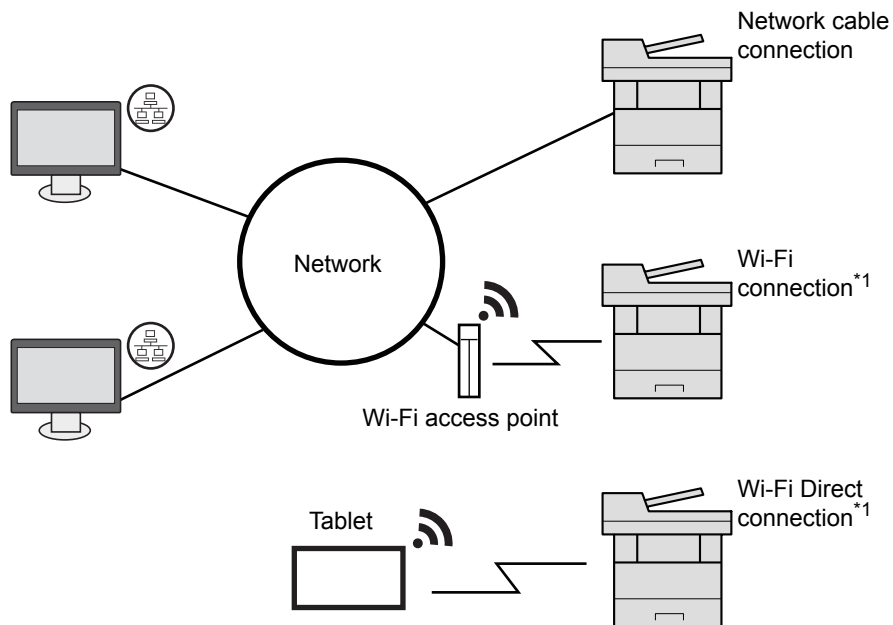 Network cable
connection
Network
Wi-Fi
connection*1
Wi-Fi access point
Wi-Fi Direct
connection*1
Tablet